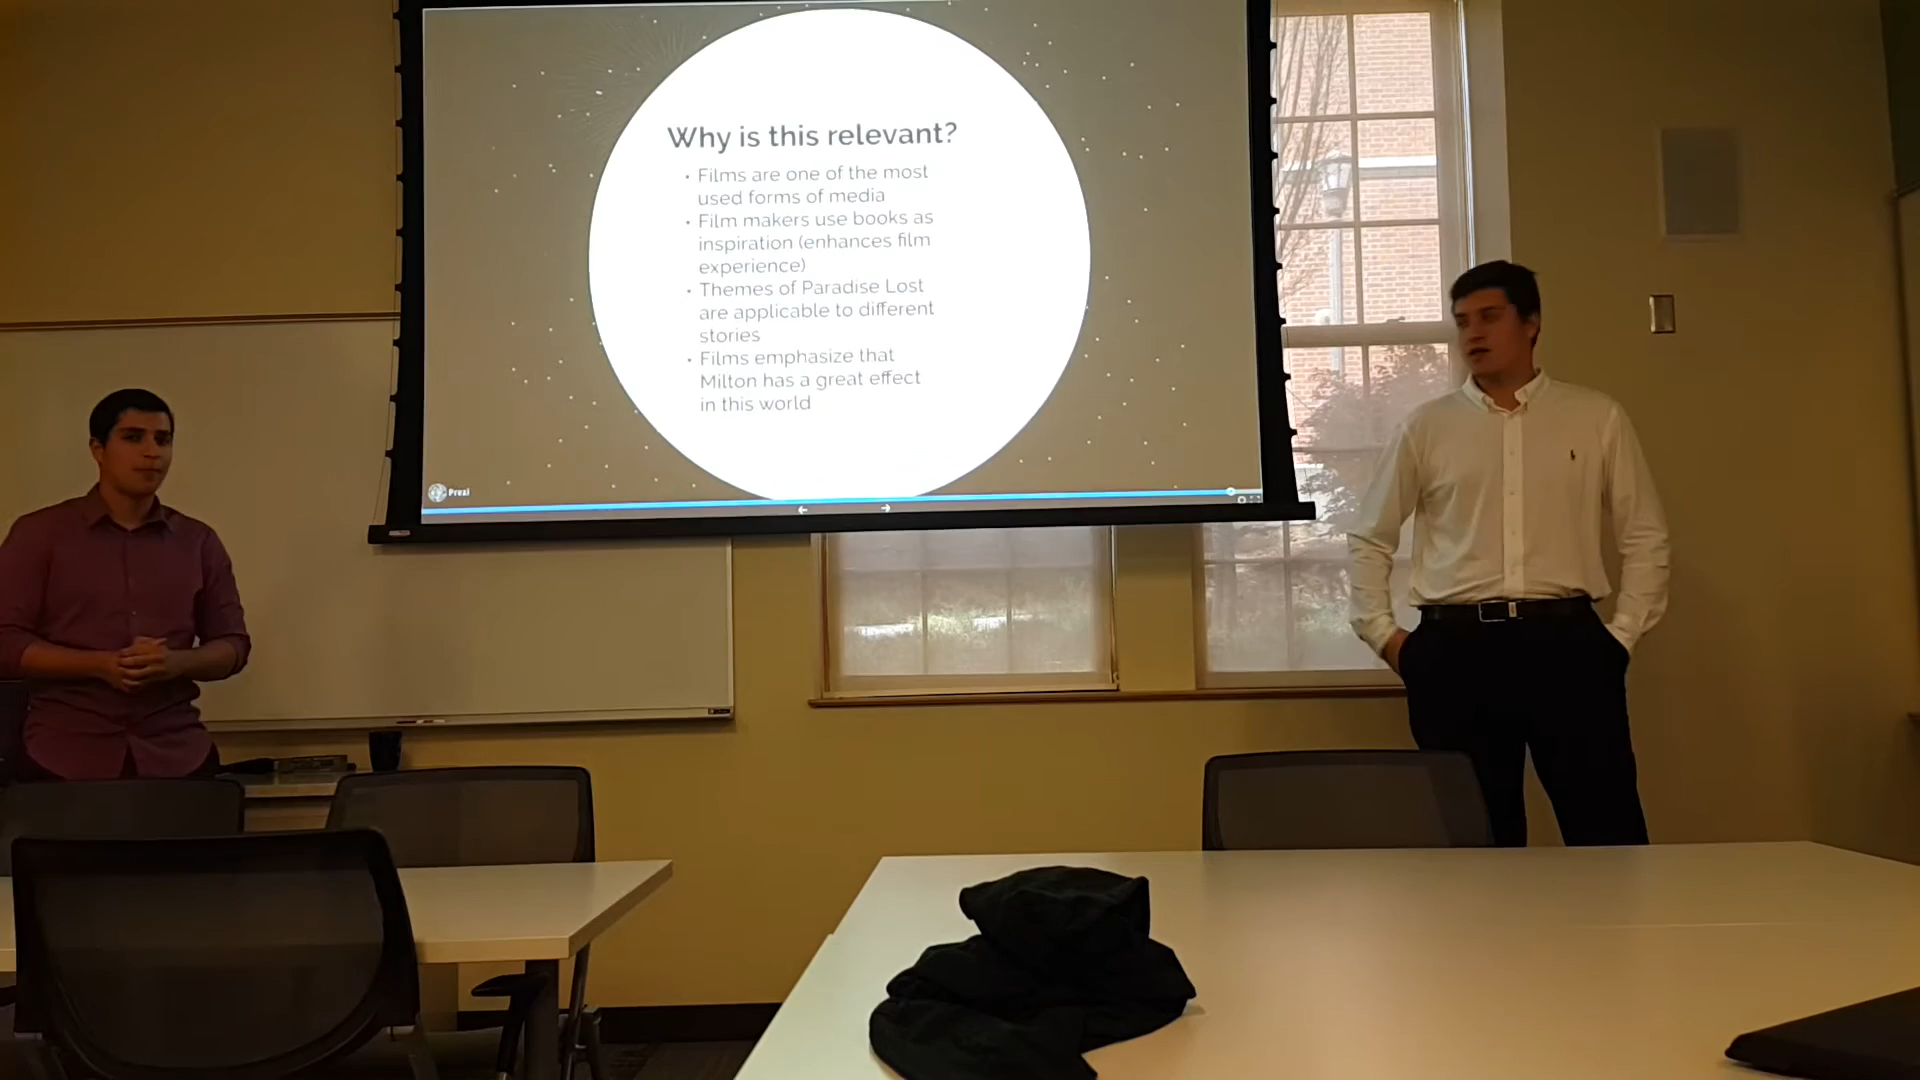 Why is this relevant?
• Films are one of the most
used forms of media
• Film makers use books as
inspiration (enhances film
experience)
• Themes of Paradise Lost
are applicable to different
stories
• Films emphasize that
Milton has a great effect
in this world
Prezi